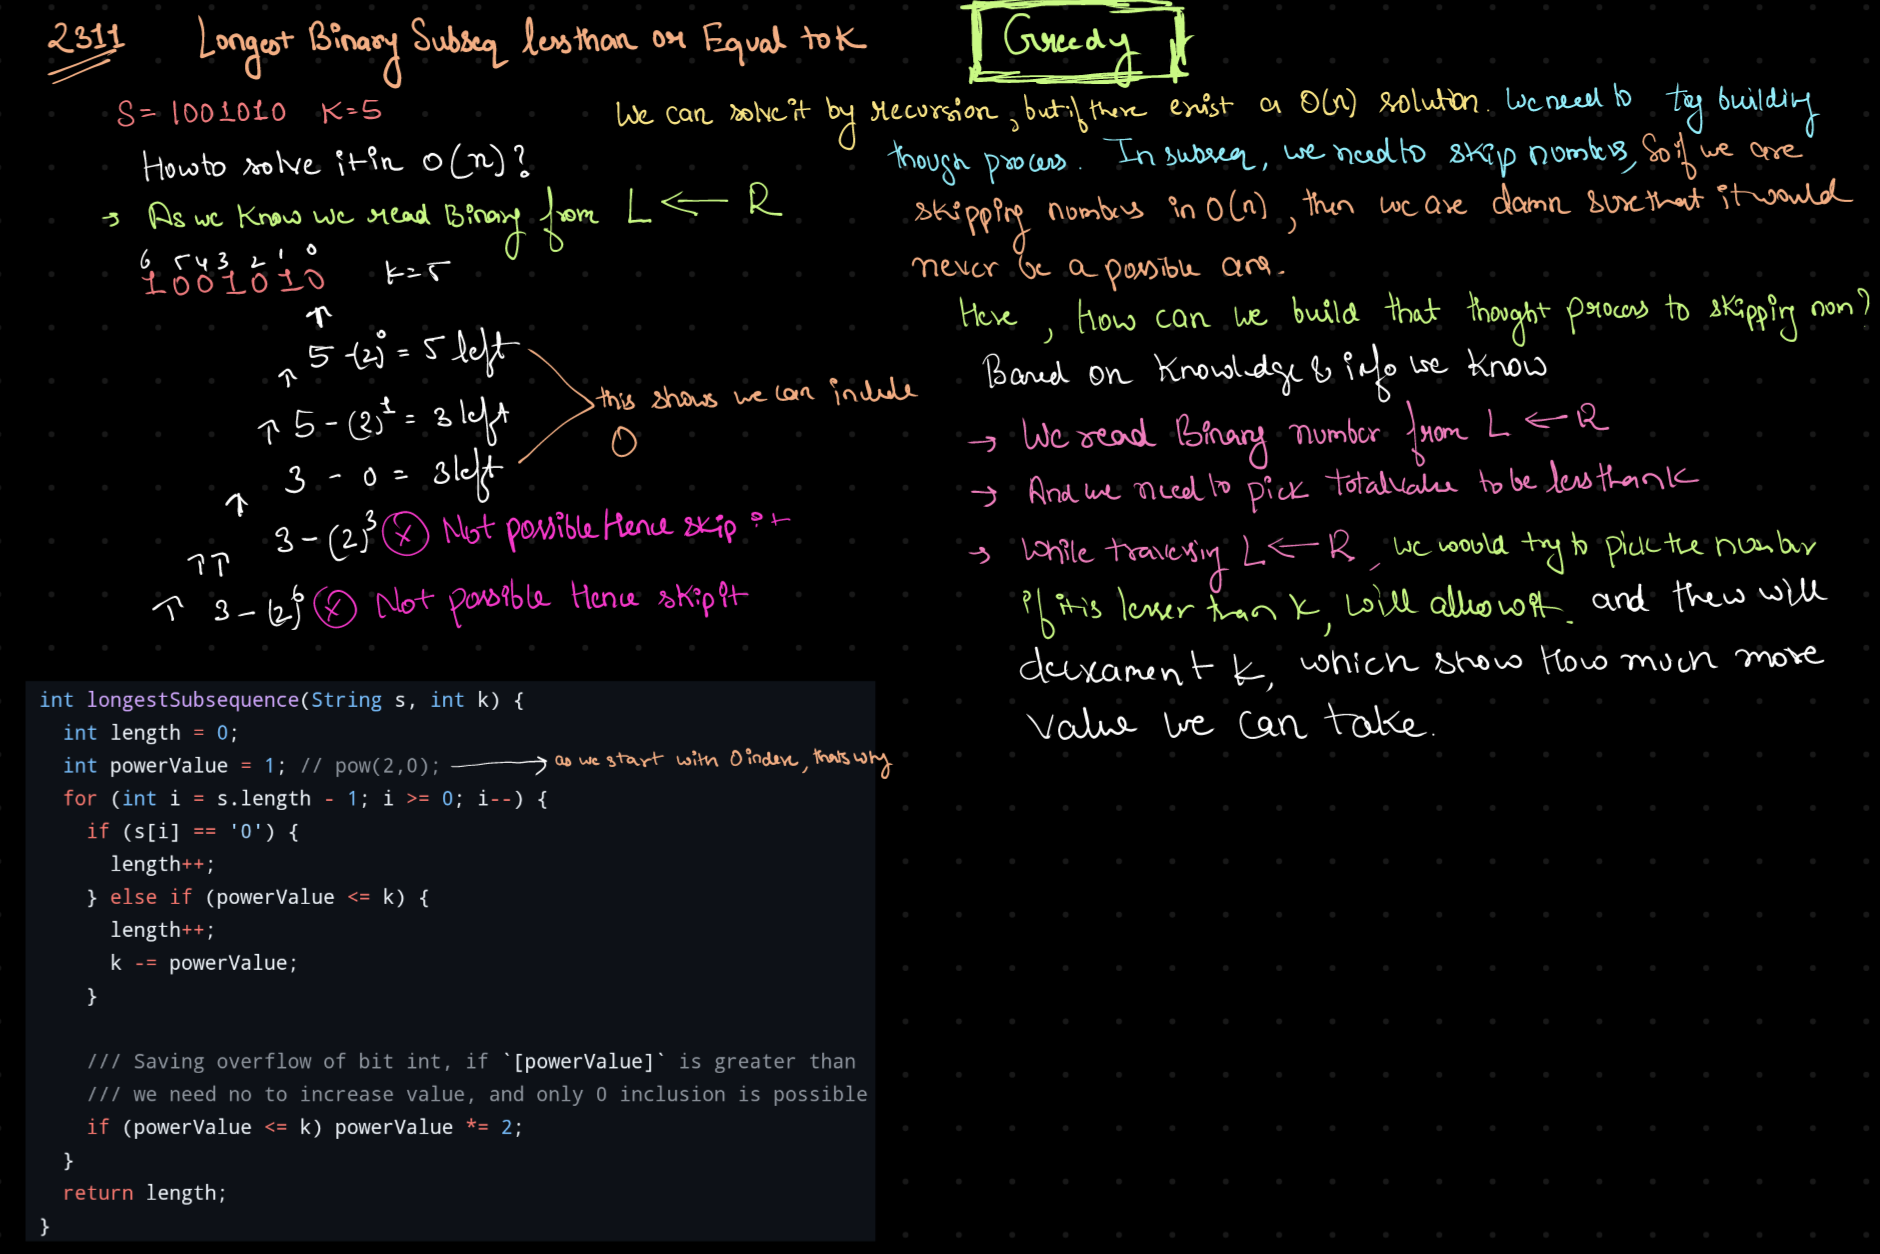 2311 Longest Binary Subseq lessthan or Equal to K
Greedy
S= 1001010 K=5
How to solve it in O(n)?
→ As we know we read Binary from L ← R
6 5 4 3 2 1 0
1 0 0 1 0 1 0 k=5
5 -(2)⁰ = 5 left
5 - (2)¹ = 3 left
3 - 0 = 3 left
this shows we can include
0
3 - (2)³ ⓧ Not possible Hence skip it
3 - (2)⁶ ⓧ Not possible Hence skip it
We can solve it by recursion, but if there exist a O(n) solution. We need to try building
though process. In subseq, we need to skip numbers, So if we are
skipping numbers in O(n), then we are damn sure that it would
never be a possible ans.
Here, How can we build that thought process to skipping nom?
Based on Knowledge & info we know
→ We read Binary number from L ← R
→ And we need to pick total value to be less than K
→ While traversing L ← R, we would try to pick the number
if it is lesser than K, will allow it. and then will
K, which show How much more
value we can take.
int longestSubsequence(String s, int k) {
int length = 0;
int powerValue = 1; // pow(2,0); → as we start with 0 index, thats why
for (int i = s.length - 1; i >= 0; i--) {
if (s[i] == '0') {
length++;
} else if (powerValue <= k) {
length++;
k -= powerValue;
}
/// Saving overflow of bit int, if `[powerValue]` is greater than
/// we need no to increase value, and only 0 inclusion is possible
if (powerValue <= k) powerValue *= 2;
}
return length;
}